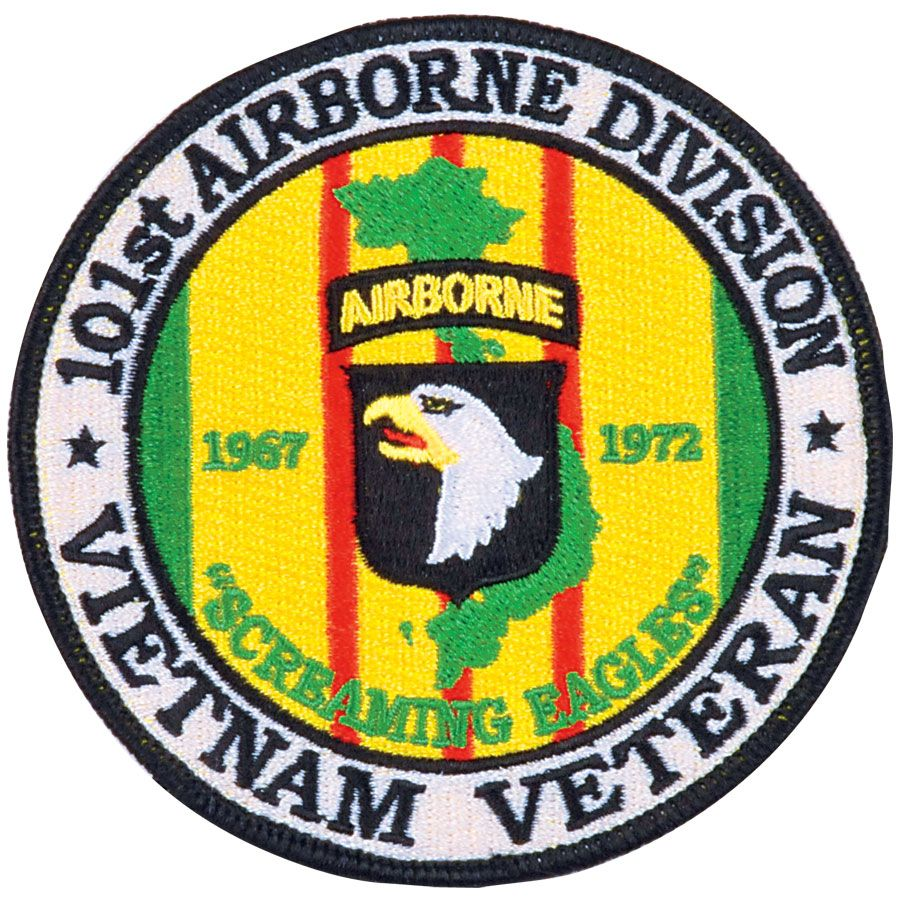 101st AIRBORNE DIVISION
AIRBORNE
1967
1972
"SCREAMING EAGLES"
VIETNAM VETERAN